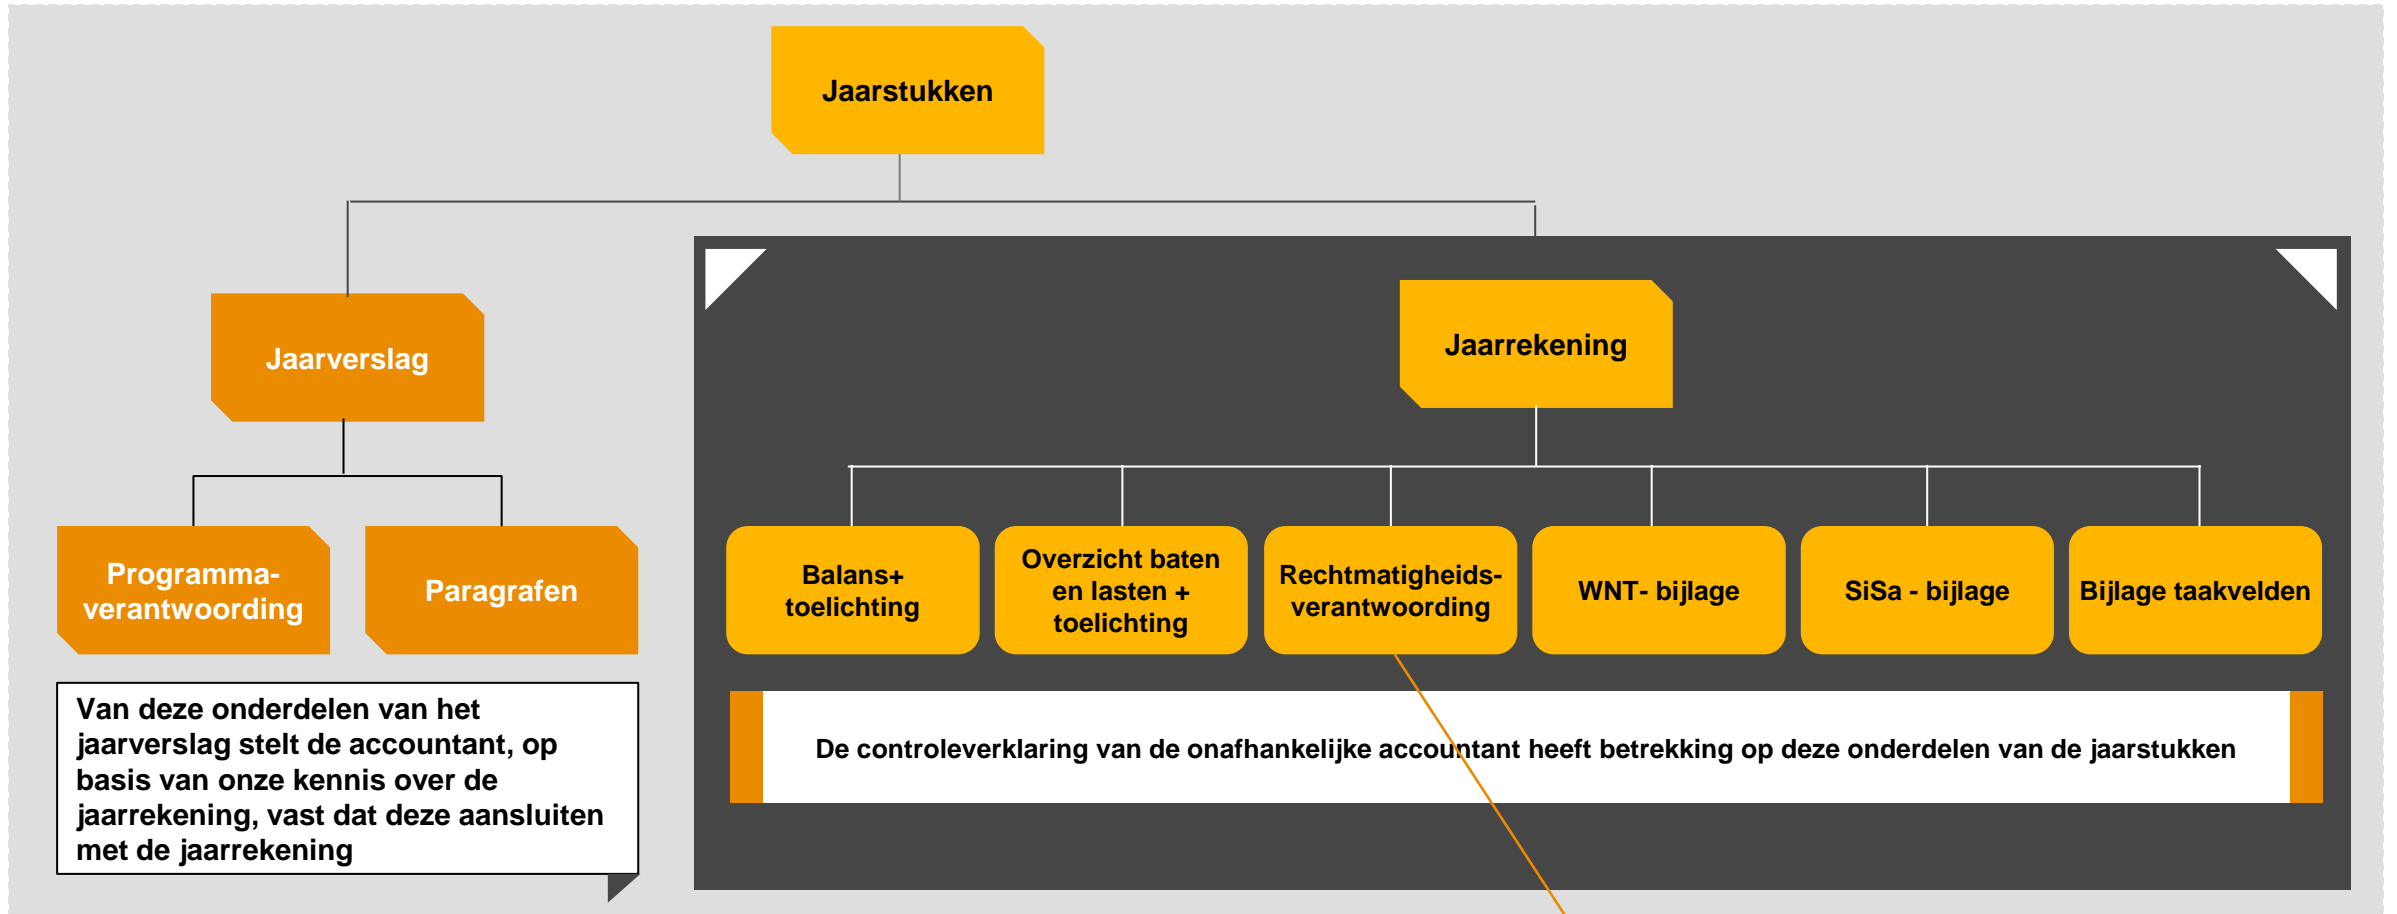 Jaarstukken
Jaarverslag
Jaarrekening
Programma-
verantwoording
Paragrafen
Balans+
toelichting
Overzicht baten
en lasten +
toelichting
Rechtmatigheids-
verantwoording
WNT- bijlage
SiSa - bijlage
Bijlage taakvelden
Van deze onderdelen van het
jaarverslag stelt de accountant, op
basis van onze kennis over de
jaarrekening, vast dat deze aansluiten
met de jaarrekening
De controleverklaring van de onafhankelijke accountant heeft betrekking op deze onderdelen van de jaarstukken